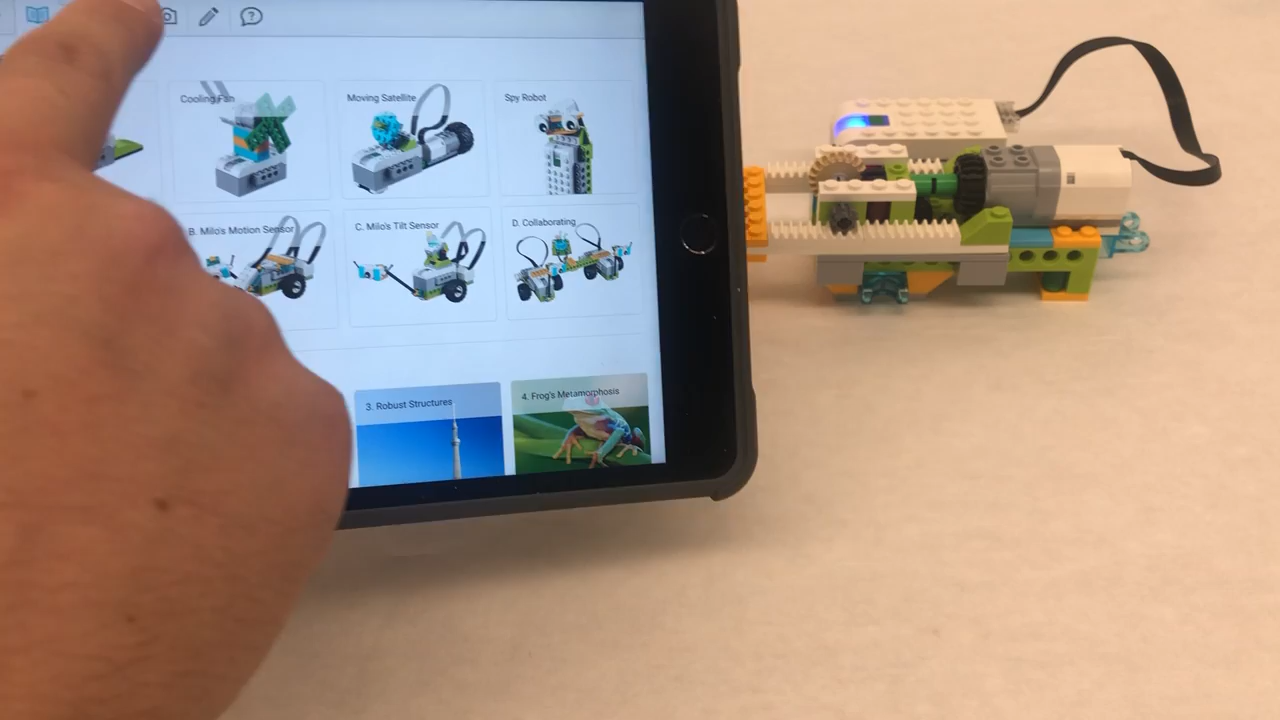 Cooling Fan
Moving Satellite
Spy Robot
B. Milo's Motion Sensor
C. Milo's Tilt Sensor
D. Collaborating
3. Robust Structures
4. Frog's Metamorphosis